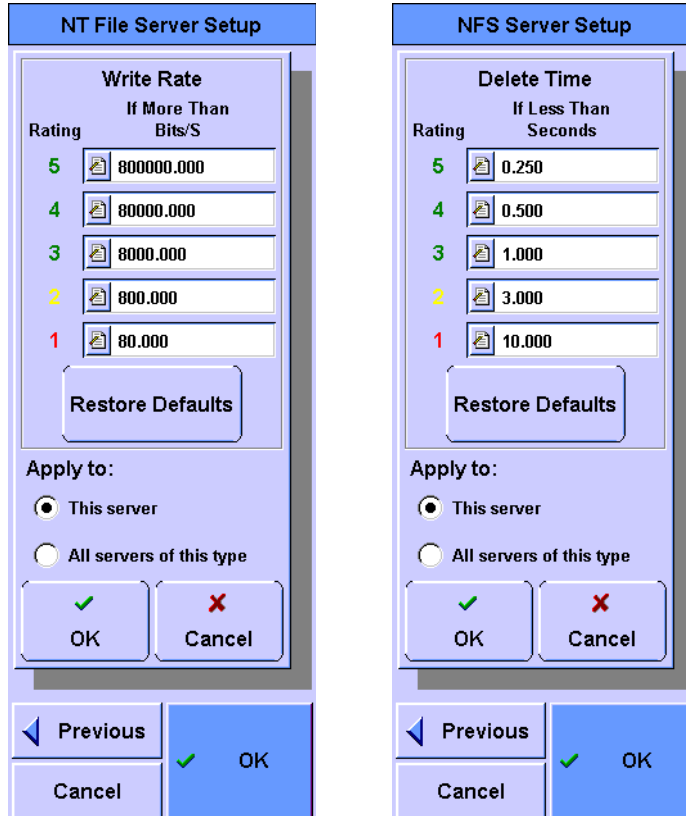 NT File Server Setup
Write Rate
If More Than
Rating Bits/S
5 800000.000
4 80000.000
3 8000.000
2 800.000
1 80.000
Restore Defaults
Apply to:
This server
All servers of this type
OK Cancel
Previous
OK
Cancel
NFS Server Setup
Delete Time
If Less Than
Rating Seconds
5 0.250
4 0.500
3 1.000
2 3.000
1 10.000
Restore Defaults
Apply to:
This server
All servers of this type
OK Cancel
Previous
OK
Cancel